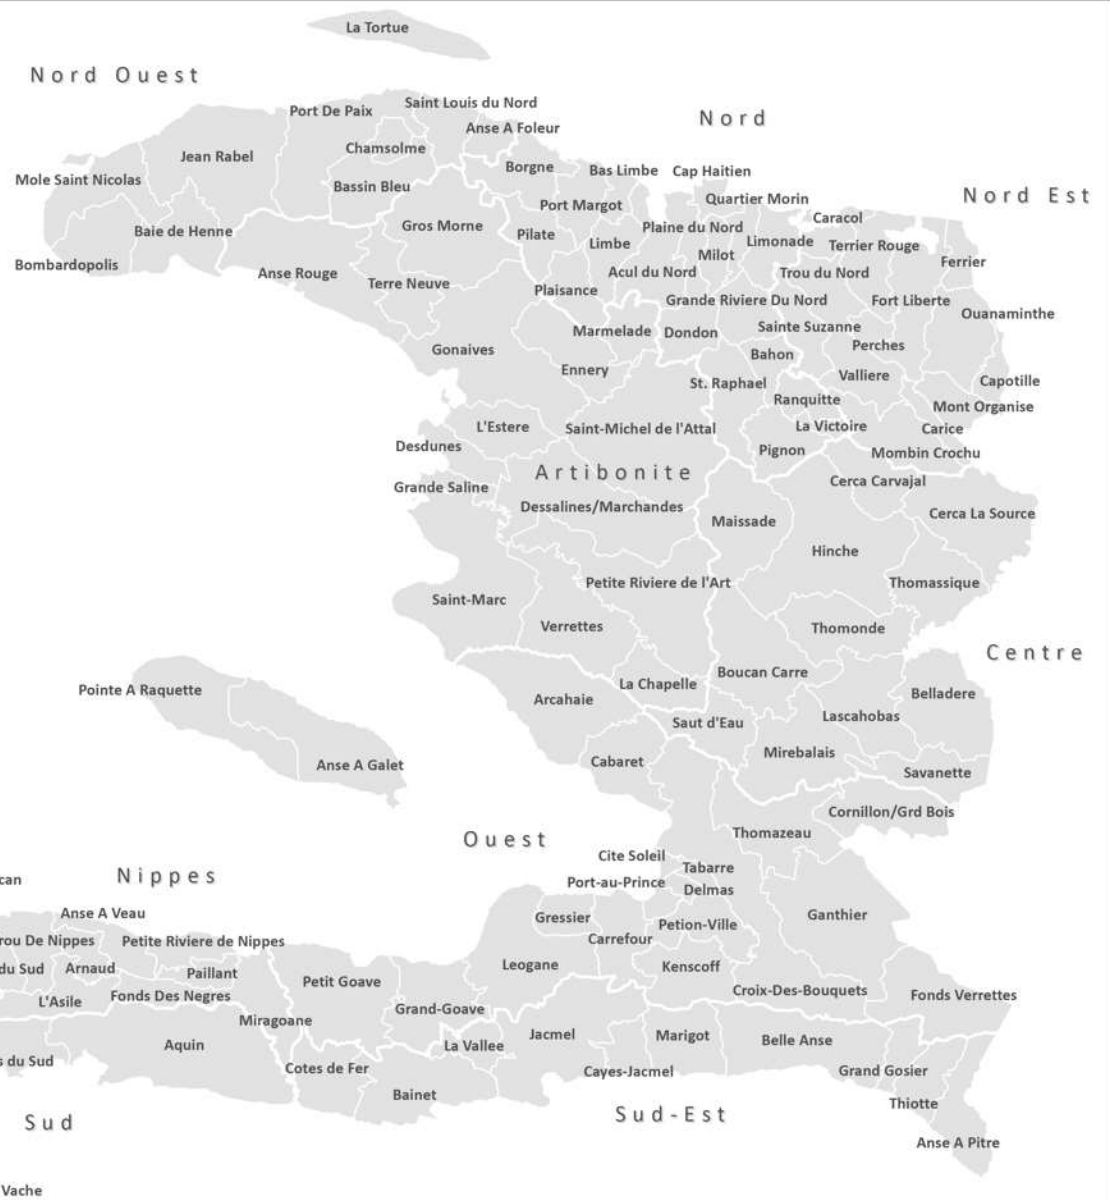 La Tortue
Nord Ouest
Port De Paix
Saint Louis du Nord
Nord
Anse A Foleur
Chamsolme
Jean Rabel
Borgne
Bas Limbe
Cap Haitien
Mole Saint Nicolas
Bassin Bleu
Nord Est
Port Margot
Quartier Morin
Caracol
Gros Morne
Plaine du Nord
Baie de Henne
Pilate
Limbe
Limonade
Terrier Rouge
Milot
Bombardopolis
Ferrier
Anse Rouge
Terre Neuve
Acul du Nord
Trou du Nord
Plaisance
Grande Riviere Du Nord
Fort Liberte
Ouanaminthe
Marmelade
Dondon
Sainte Suzanne
Perches
Gonaives
Bahon
Ennery
St. Raphael
Valliere
Capotille
Ranquitte
Mont Organise
L'Estere
Saint-Michel de l'Attal
La Victoire
Carice
Desdunes
Pignon
Mombin Crochu
Artibonite
Cerca Carvajal
Grande Saline
Dessalines/Marchandes
Maissade
Cerca La Source
Hinche
Petite Riviere de l'Art
Thomassique
Saint-Marc
Verrettes
Thomonde
Centre
Boucan Carre
Pointe A Raquette
La Chapelle
Belladere
Arcahaie
Saut d'Eau
Lascahobas
Mirebalais
Anse A Galet
Cabaret
Savanette
Cornillon/Grd Bois
Ouest
Thomazeau
Cite Soleil
Tabarre
can
Nippes
Port-au-Prince
Delmas
Anse A Veau
Gressier
Ganthier
Petion-Ville
rou De Nippes
Petite Riviere de Nippes
Carrefour
du Sud
Arnaud
Paillant
Leogane
Kenscoff
Petit Goave
Croix-Des-Bouquets
Fonds Verrettes
L'Asile
Fonds Des Negres
Grand-Goave
Miragoane
Jacmel
Marigot
Belle Anse
Aquin
La Vallee
s du Sud
Cotes de Fer
Cayes-Jacmel
Grand Gosier
Bainet
Thiotte
Sud
Sud-Est
Anse A Pitre
Vache